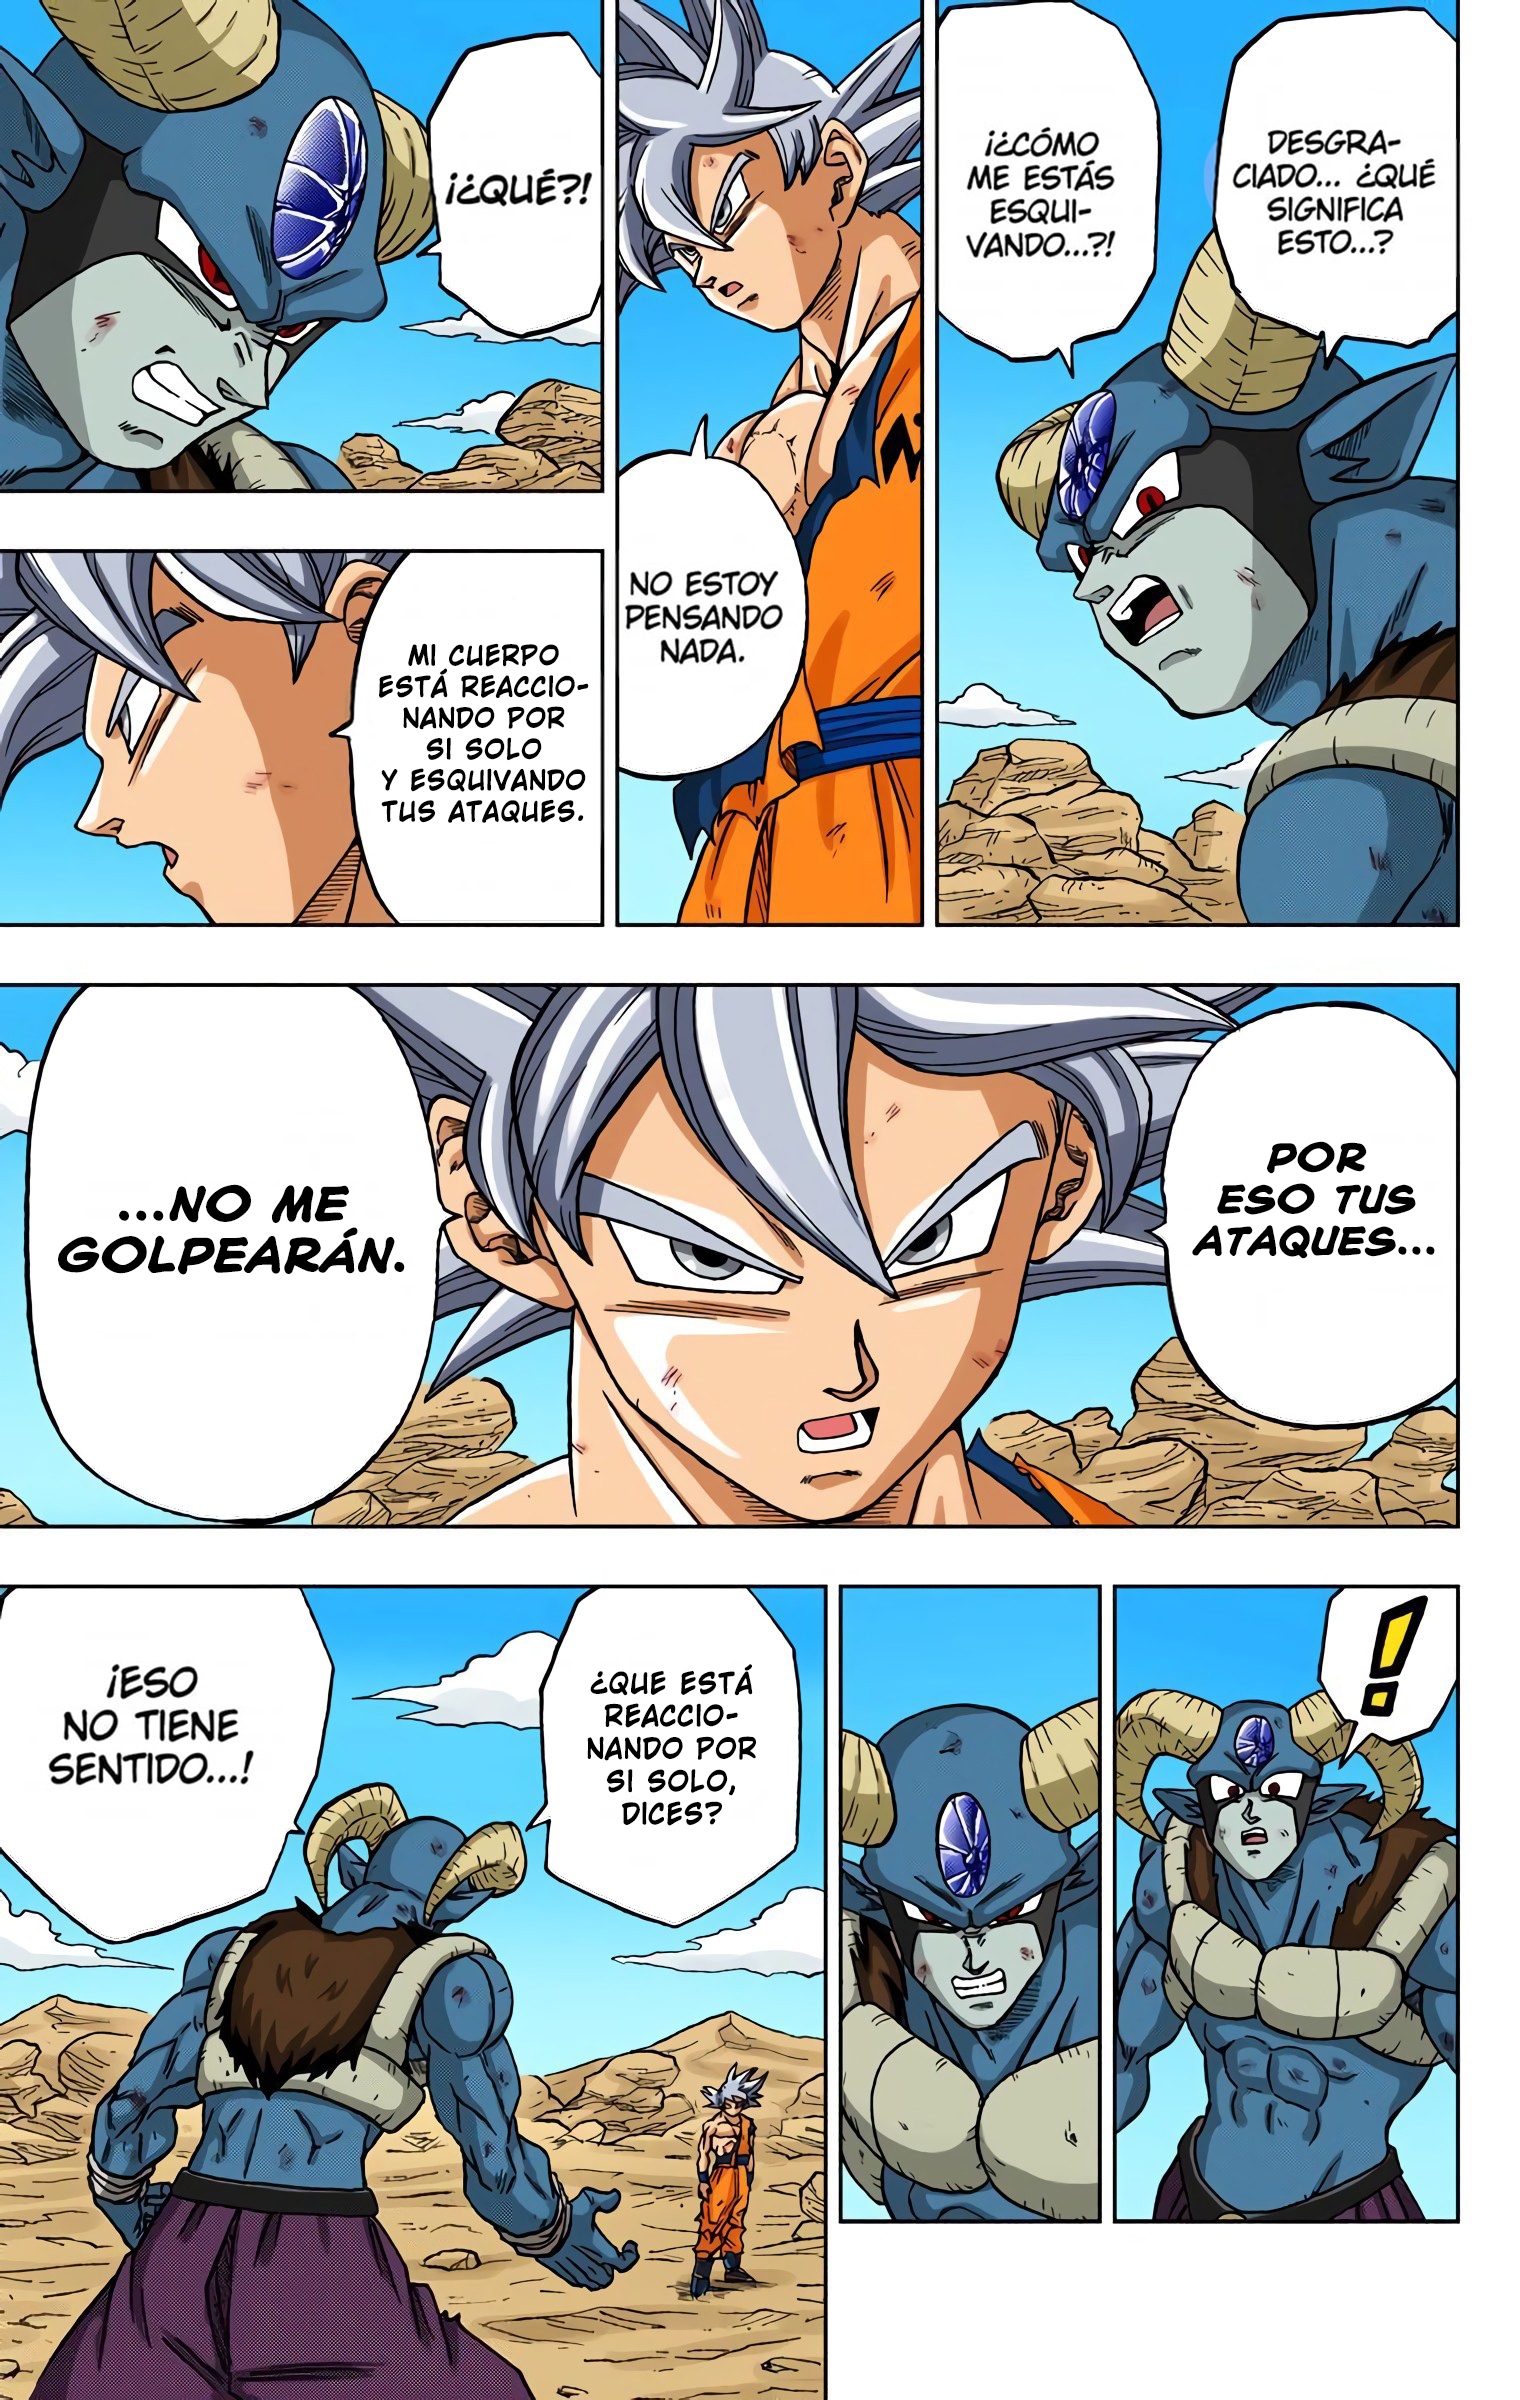 DESGRA-
CIADO... ¿QUÉ
SIGNIFICA
ESTO...?
¡¿CÓMO
ME ESTÁS
ESQUI-
VANDO...?!
NO ESTOY
PENSANDO
NADA.
¡¿QUÉ?!
MI CUERPO
ESTÁ REACCIO-
NANDO POR
SI SOLO
Y ESQUIVANDO
TUS ATAQUES.
POR
ESO TUS
ATAQUES...
...NO ME
GOLPEARÁN.
!
¿QUE ESTÁ
REACCIO-
NANDO POR
SI SOLO,
DICES?
¡ESO
NO TIENE
SENTIDO...!